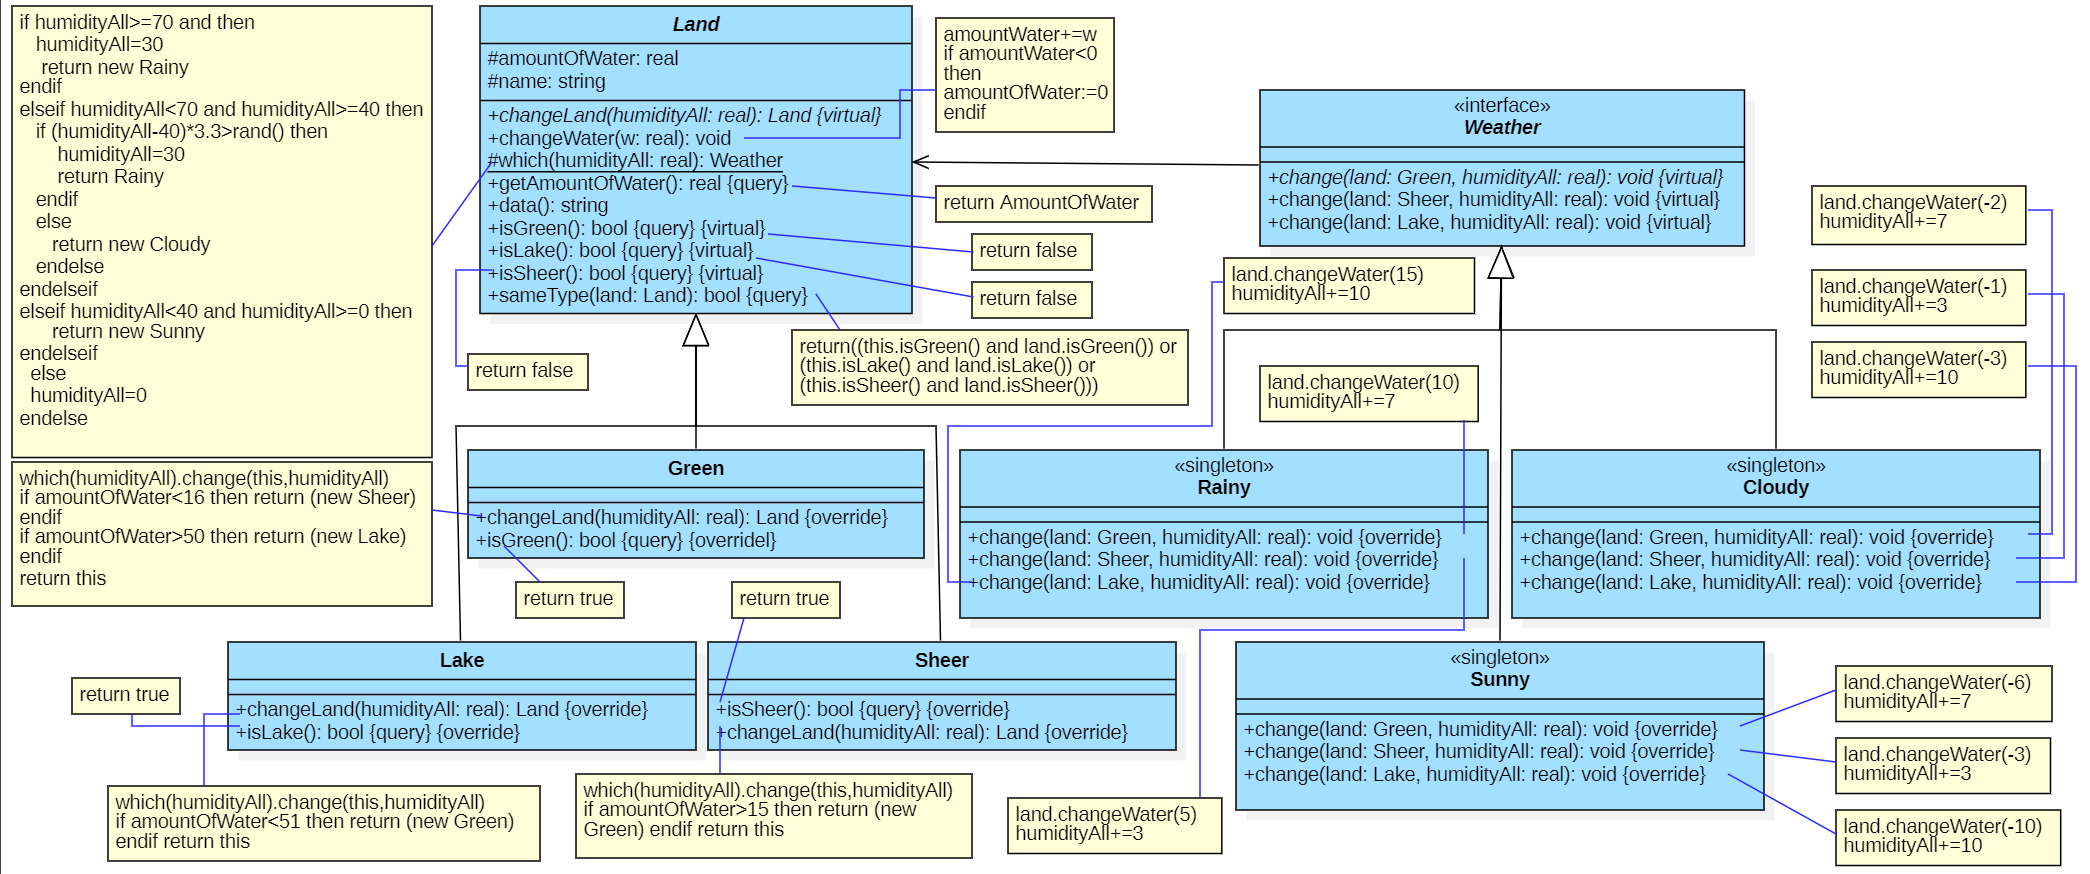 if humidityAll>=70 and then
humidityAll=30
return new Rainy
endif
elseif humidityAll<70 and humidityAll>=40 then
if (humidityAll-40)*3.3>rand() then
humidityAll=30
return Rainy
endif
else
return new Cloudy
endelse
endelseif
elseif humidityAll<40 and humidityAll>=0 then
return new Sunny
endelseif
else
humidityAll=0
endelse
which(humidityAll).change(this,humidityAll)
if amountOfWater<16 then return (new Sheer)
endif
if amountOfWater>50 then return (new Lake)
endif
return this
Land
#amountOfWater: real
#name: string
+changeLand(humidityAll: real): Land {virtual}
+changeWater(w: real): void
#which(humidityAll: real): Weather
+getAmountOfWater(): real {query}
+data(): string
+isGreen(): bool {query} {virtual}
+isLake(): bool {query} {virtual}
+isSheer(): bool {query} {virtual}
+sameType(land: Land): bool {query}
amountWater+=w
if amountWater<0
then
amountOfWater:=0
endif
return AmountOfWater
return false
return false
return false
return((this.isGreen() and land.isGreen()) or
(this.isLake() and land.isLake()) or
(this.isSheer() and land.isSheer()))
«interface»
Weather
+change(land: Green, humidityAll: real): void {virtual}
+change(land: Sheer, humidityAll: real): void {virtual}
+change(land: Lake, humidityAll: real): void {virtual}
land.changeWater(15)
humidityAll+=10
land.changeWater(10)
humidityAll+=7
land.changeWater(-2)
humidityAll+=7
land.changeWater(-1)
humidityAll+=3
land.changeWater(-3)
humidityAll+=10
Green
+changeLand(humidityAll: real): Land {override}
+isGreen(): bool {query} {overridel}
return true
return true
«singleton»
Rainy
+change(land: Green, humidityAll: real): void {override}
+change(land: Sheer, humidityAll: real): void {override}
+change(land: Lake, humidityAll: real): void {override}
«singleton»
Cloudy
+change(land: Green, humidityAll: real): void {override}
+change(land: Sheer, humidityAll: real): void {override}
+change(land: Lake, humidityAll: real): void {override}
return true
Lake
+changeLand(humidityAll: real): Land {override}
+isLake(): bool {query} {override}
Sheer
+isSheer(): bool {query} {override}
+changeLand(humidityAll: real): Land {override}
«singleton»
Sunny
+change(land: Green, humidityAll: real): void {override}
+change(land: Sheer, humidityAll: real): void {override}
+change(land: Lake, humidityAll: real): void {override}
land.changeWater(-6)
humidityAll+=7
land.changeWater(-3)
humidityAll+=3
land.changeWater(-10)
humidityAll+=10
which(humidityAll).change(this,humidityAll)
if amountOfWater<51 then return (new Green)
endif return this
which(humidityAll).change(this,humidityAll)
if amountOfWater>15 then return (new
Green) endif return this
land.changeWater(5)
humidityAll+=3